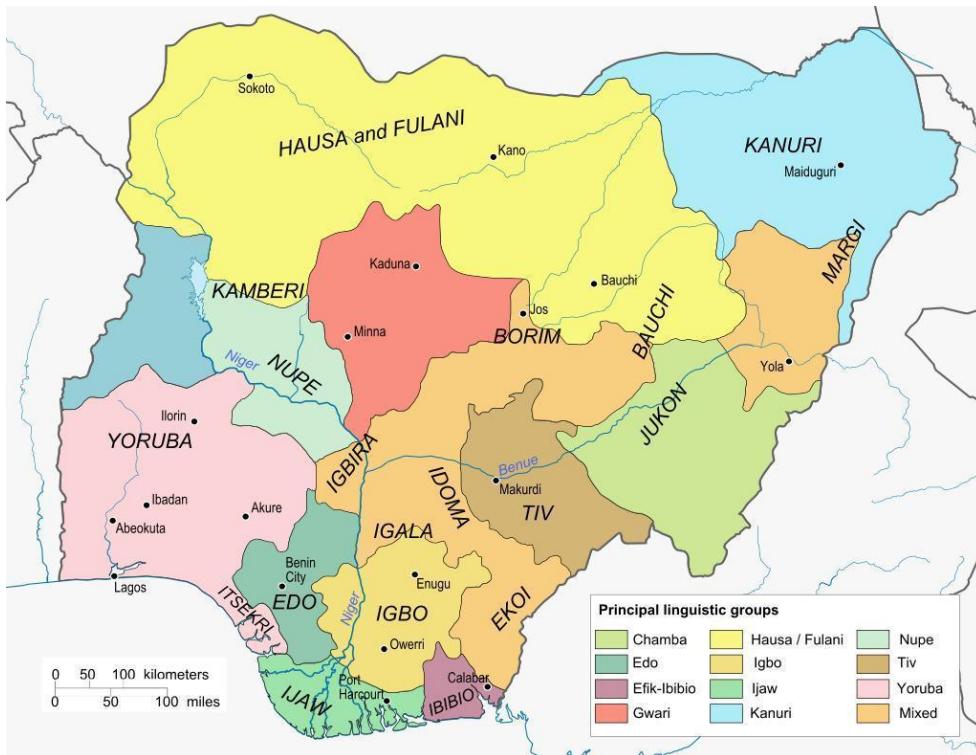 Sokoto
HAUSA and FULANI
Kano
KANURI
Maiduguri
MARGI
Kaduna
KAMBERI
Bauchi
BAUCHI
Jos
BORIM
Minna
Niger
NUPE
Yola
JUKON
Ilorin
YORUBA
IGBIRA
Benue
Makurdi
IDOMA
TIV
Ibadan
Abeokuta
Akure
IGALA
Enugu
Benin
City
EDO
Lagos
ITSEKRI
Niger
IGBO
EKOI
Owerri
Port
Harcourt
Calabar
IJAW
IBIBIO
0 50 100 kilometers
0 50 100 miles
Principal linguistic groups
Chamba
Edo
Efik-Ibibio
Gwari
Hausa / Fulani
Igbo
Ijaw
Kanuri
Nupe
Tiv
Yoruba
Mixed